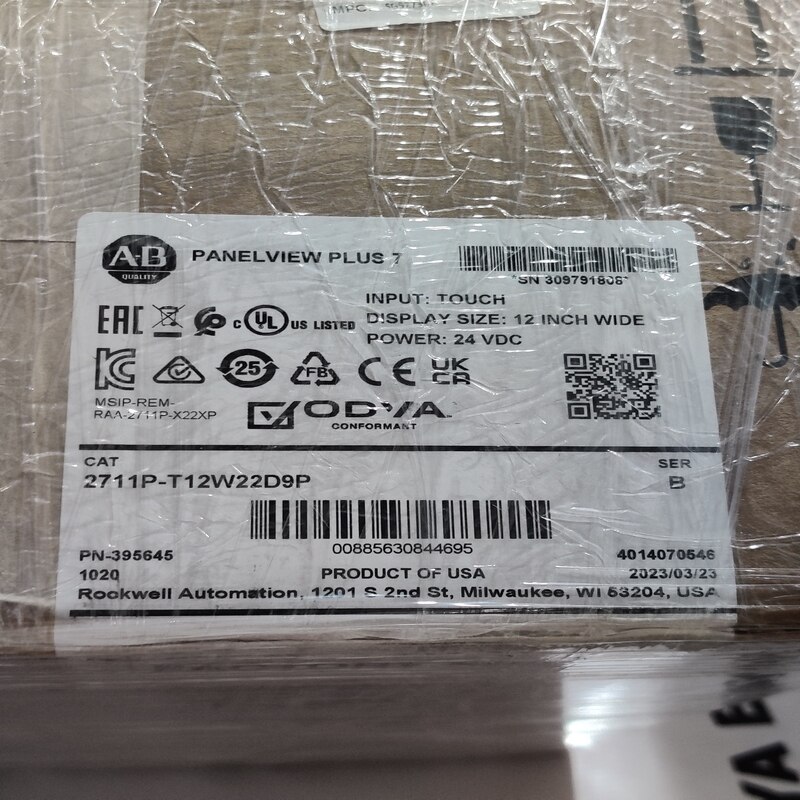 MPC
A-B
QUALITY
PANELVIEW PLUS 7
*SN 309791808*
INPUT: TOUCH
DISPLAY SIZE: 12 INCH WIDE
POWER: 24 VDC
EAC
C UL US LISTED
KC
25
FB
CE
UK
CA
MSIP-REM-
RAA-2711P-X22XP
ODVA
CONFORMANT
CAT
SER
2711P-T12W22D9P
B
00885630844695
PN-395645
4014070546
1020
PRODUCT OF USA
2023/03/23
Rockwell Automation, 1201 S 2nd St, Milwaukee, WI 53204, USA